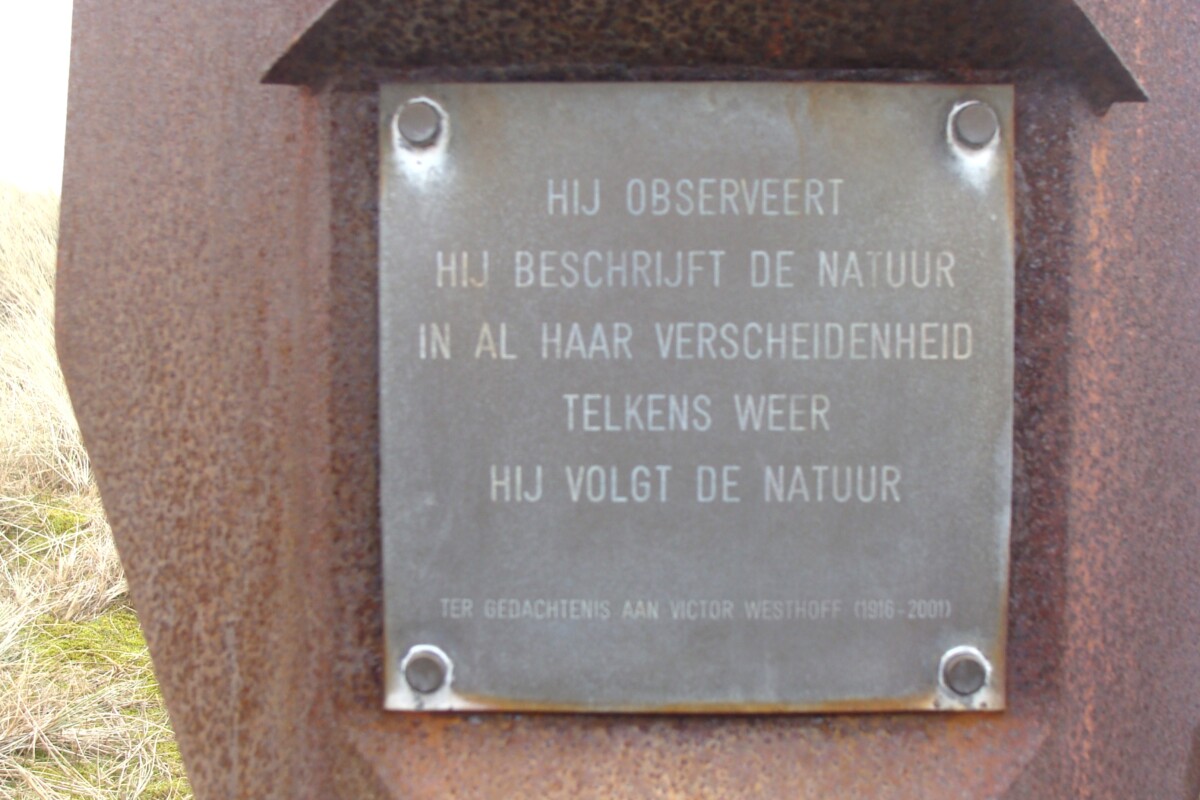 HIJ OBSERVEERT
HIJ BESCHRIJFT DE NATUUR
IN AL HAAR VERSCHEIDENHEID
TELKENS WEER
HIJ VOLGT DE NATUUR
TER GEDACHTENIS AAN VICTOR WESTHOFF (1916-2001)